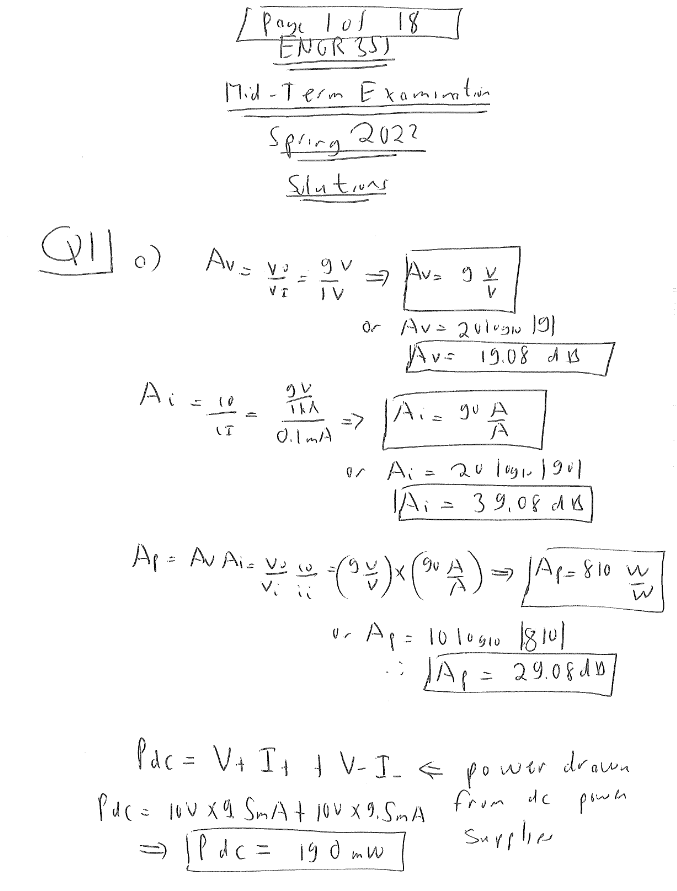 Page 1 of 18
ENGR 351
Mid-Term Examination
Spring 2022
Solutions
Q1] a) Av = vo/vI = 9V/1V ⇒ Av = 9 V/V
or Av = 20 log10 |9|
Av = 19.08 dB
Ai = io/iI = (9V/1kΩ)/0.1mA ⇒ Ai = 90 A/A
or Ai = 20 log10 |90|
Ai = 39.08 dB
Ap = Av Ai = vo/vi io/ii = (9 V/V) × (90 A/A) ⇒ Ap = 810 W/W
or Ap = 10 log10 |810|
∴ Ap = 29.08 dB
Pdc = V+ I+ + V- I- ← power drawn
from dc power
Pdc = 10V × 9.5mA + 10V × 9.5mA
supplies
⇒ Pdc = 190 mW